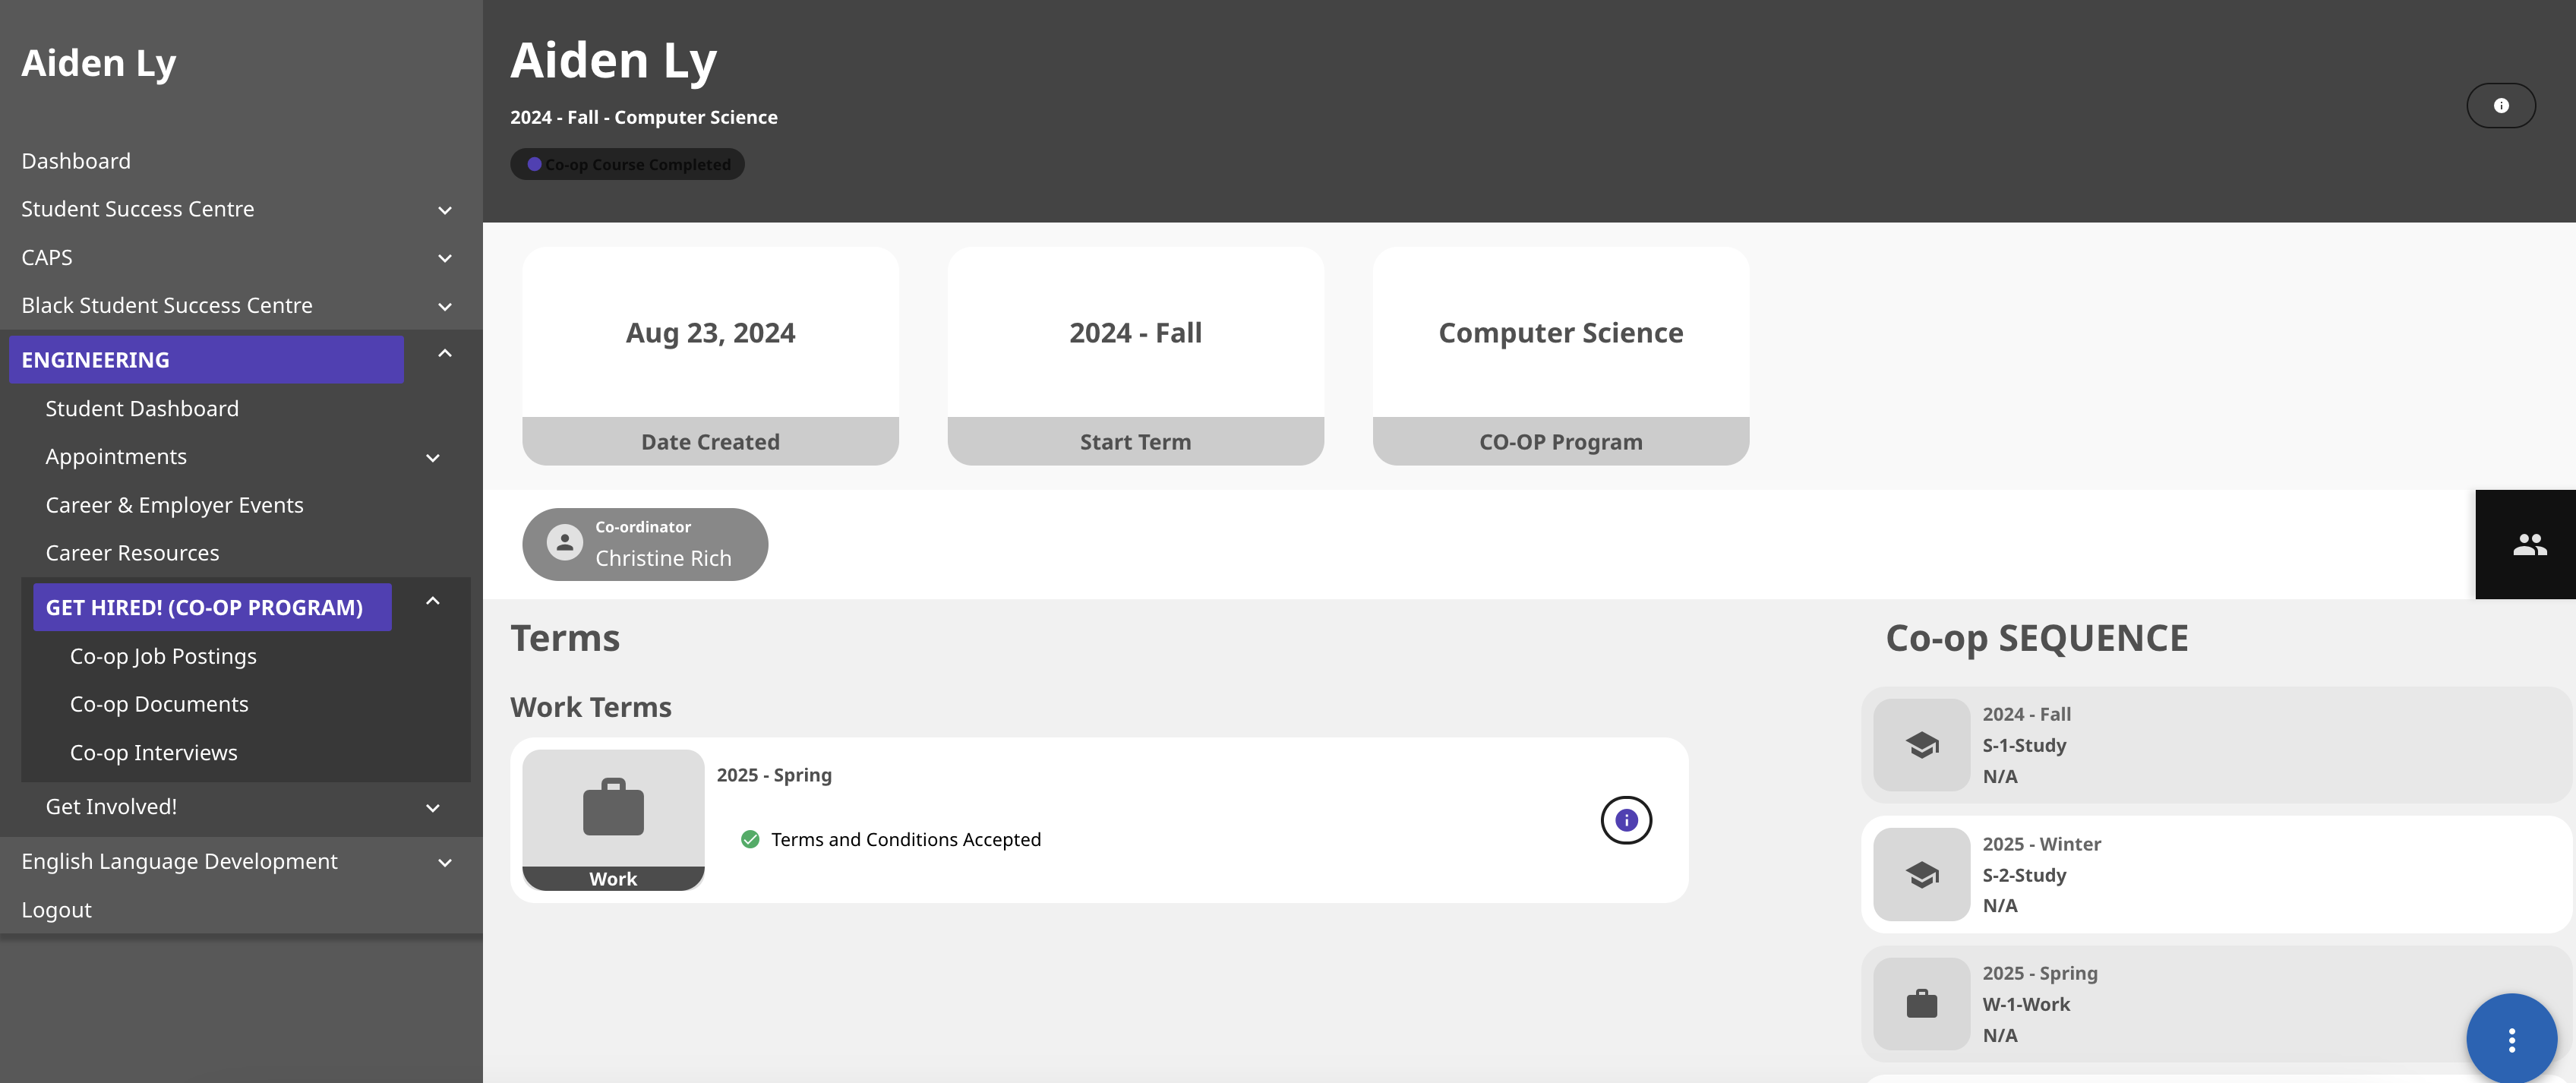 Aiden Ly
Dashboard
Student Success Centre
CAPS
Black Student Success Centre
ENGINEERING
Student Dashboard
Appointments
Career & Employer Events
Career Resources
GET HIRED! (CO-OP PROGRAM)
Co-op Job Postings
Co-op Documents
Co-op Interviews
Get Involved!
English Language Development
Logout
Aiden Ly
2024 - Fall - Computer Science
Co-op Course Completed
Aug 23, 2024
Date Created
2024 - Fall
Start Term
Computer Science
CO-OP Program
Co-ordinator
Christine Rich
Terms
Work Terms
2025 - Spring
Terms and Conditions Accepted
Work
Co-op SEQUENCE
2024 - Fall
S-1-Study
N/A
2025 - Winter
S-2-Study
N/A
2025 - Spring
W-1-Work
N/A